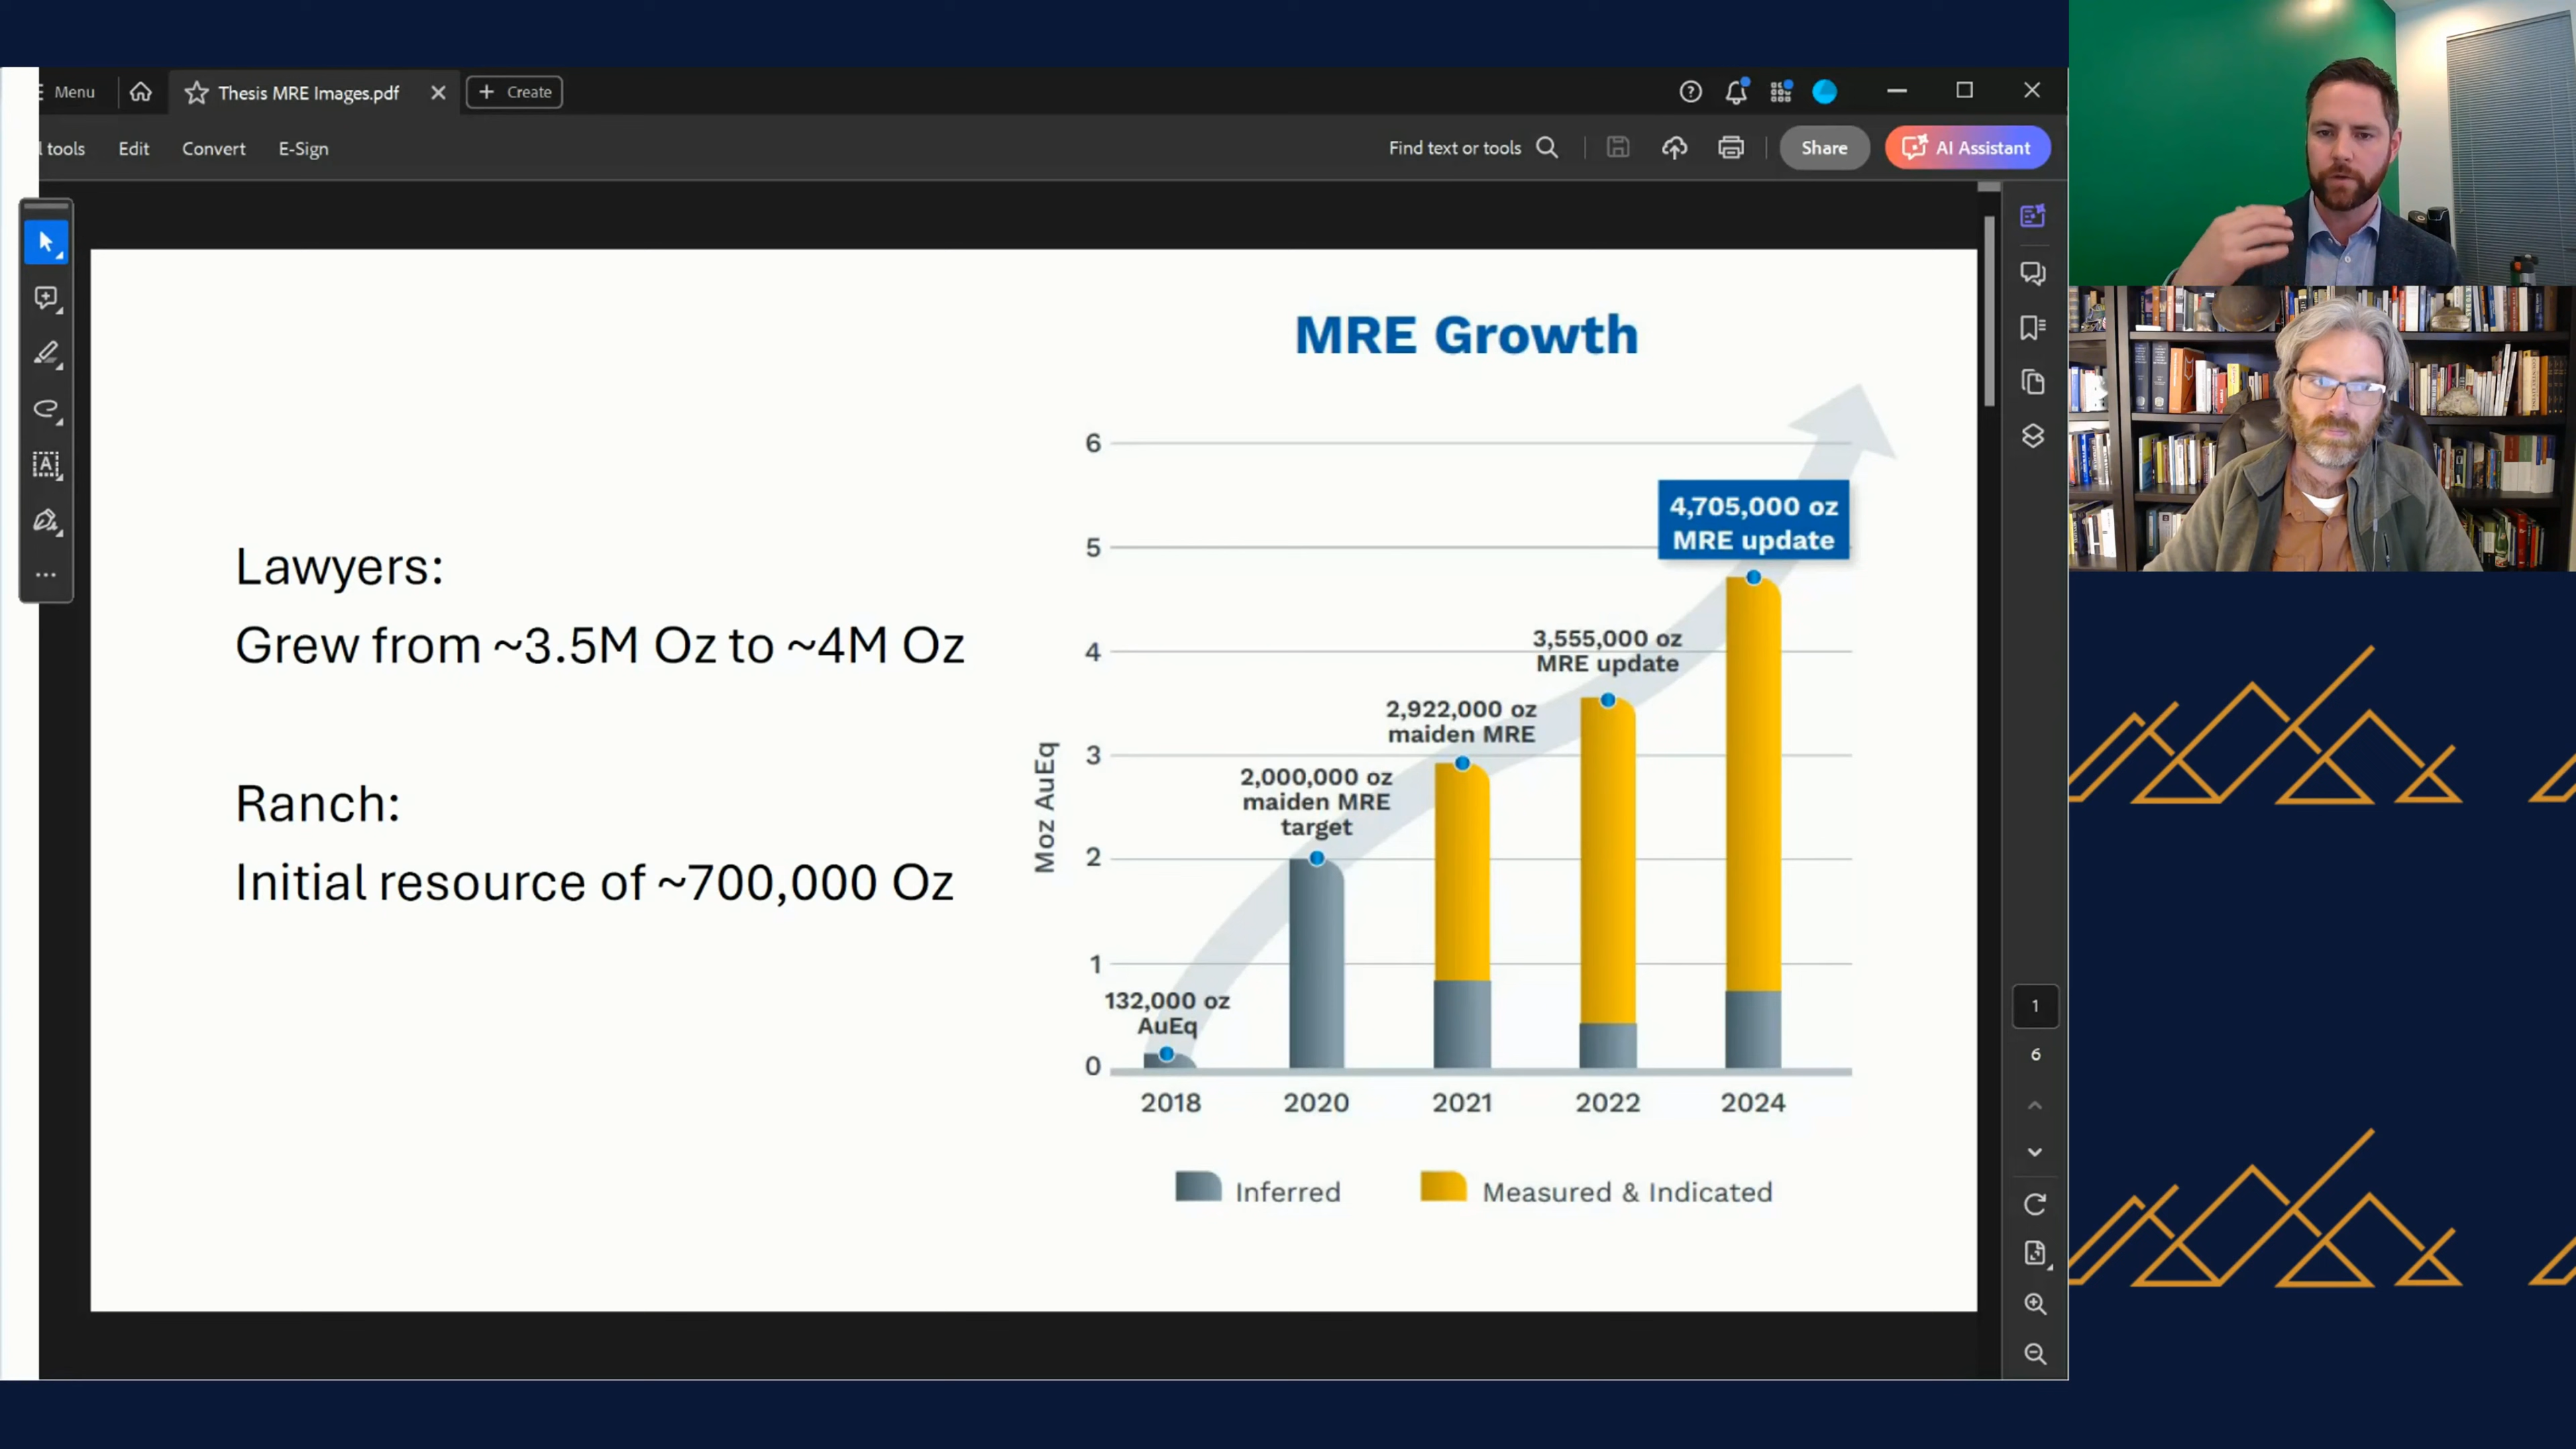 Menu
Thesis MRE Images.pdf
Create
l tools
Edit
Convert
E-Sign
Find text or tools
Share
AI Assistant
Lawyers:
Grew from ~3.5M Oz to ~4M Oz
Ranch:
Initial resource of ~700,000 Oz
MRE Growth
Moz AuEq
6
5
4
3
2
1
0
132,000 oz
AuEq
2,000,000 oz
maiden MRE
target
2,922,000 oz
maiden MRE
3,555,000 oz
MRE update
4,705,000 oz
MRE update
2018
2020
2021
2022
2024
Inferred
Measured & Indicated
1
6